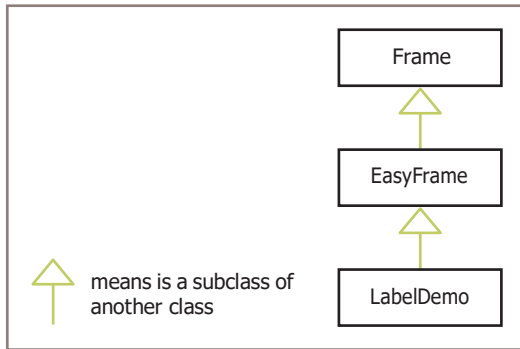 Frame
EasyFrame
LabelDemo
means is a subclass of
another class